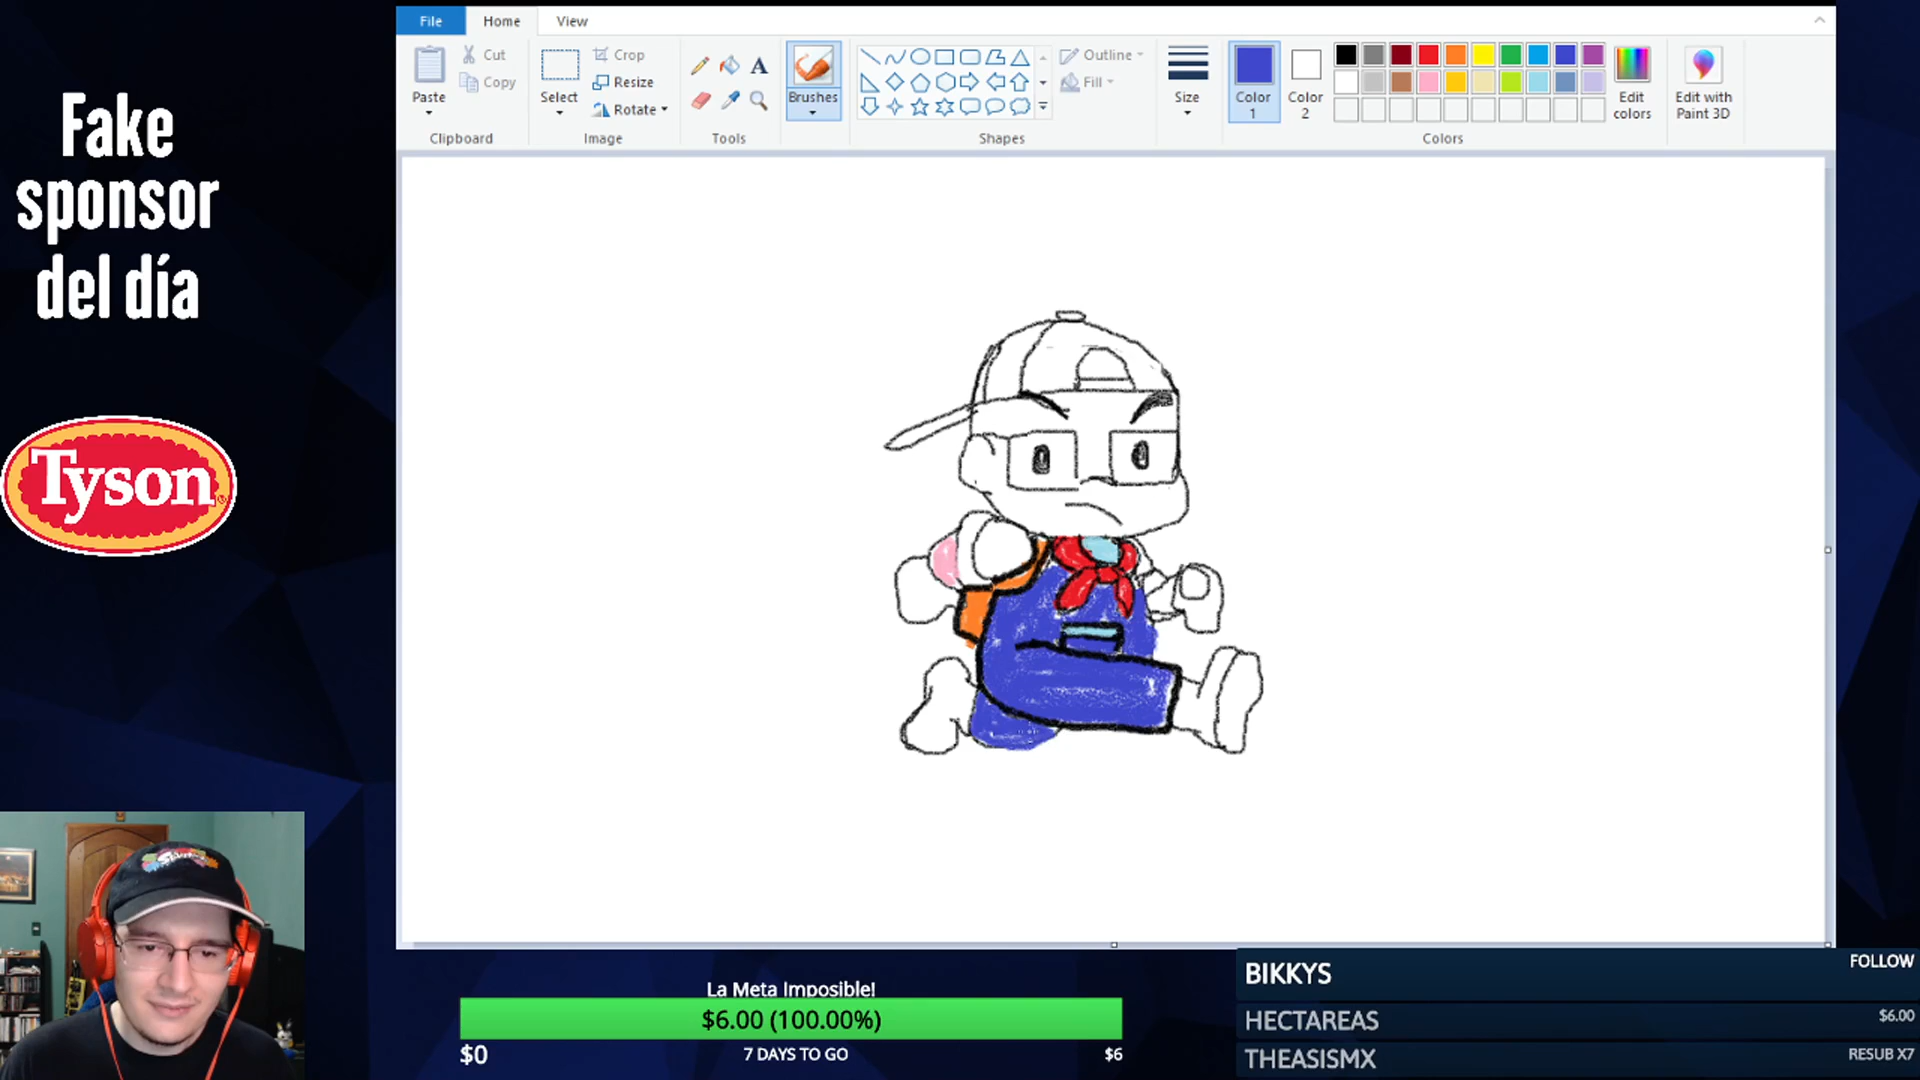 File
Home
View
Paste
Cut
Copy
Clipboard
Select
Crop
Resize
Rotate
Image
A
Tools
Brushes
Outline
Fill
Shapes
Size
Color
1
Color
2
Edit
colors
Colors
Edit with
Paint 3D
Fake
sponsor
del día
Tyson
®
La Meta Imposible!
$6.00 (100.00%)
$0
7 DAYS TO GO
$6
BIKKYS
FOLLOW
HECTAREAS
$6.00
THEASISMX
RESUB X7